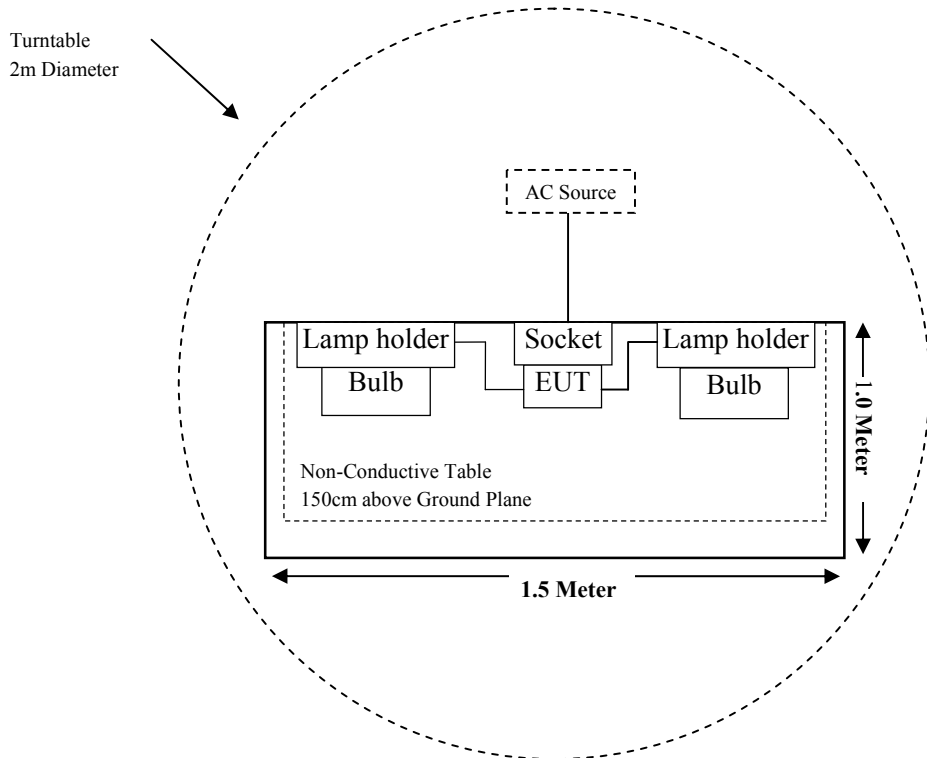 Turntable
2m Diameter
AC Source
Lamp holder
Socket
Lamp holder
Bulb
EUT
Bulb
1.0 Meter
Non-Conductive Table
150cm above Ground Plane
1.5 Meter